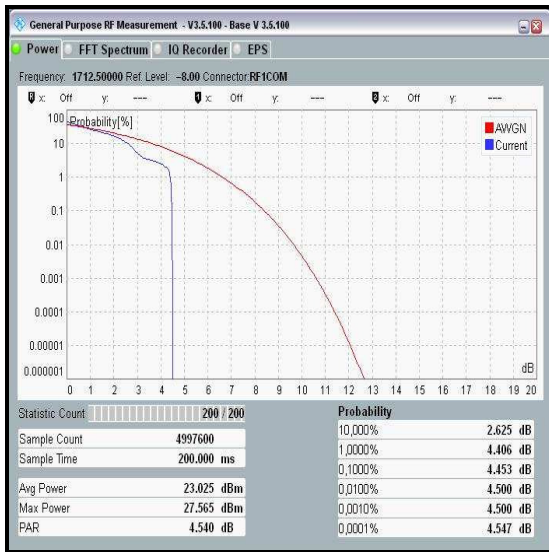 General Purpose RF Measurement - V3.5.100 - Base V 3.5.100
Power FFT Spectrum IQ Recorder EPS
Frequency: 1712.50000 Ref. Level: -8.00 Connector:RF1COM
x: Off y: --- 1 x: Off y: --- 2 x: Off y: ---
Probability[%]
AWGN
Current
100
10
1
0.1
0.01
0.001
0.0001
0.00001
0.000001
dB
0 1 2 3 4 5 6 7 8 9 10 11 12 13 14 15 16 17 18 19 20
Statistic Count 200 / 200
Sample Count 4997600
Sample Time 200.000 ms
Avg Power 23.025 dBm
Max Power 27.565 dBm
PAR 4.540 dB
Probability
10,000% 2.625 dB
1,0000% 4.406 dB
0,1000% 4.453 dB
0,0100% 4.500 dB
0,0010% 4.500 dB
0,0001% 4.547 dB